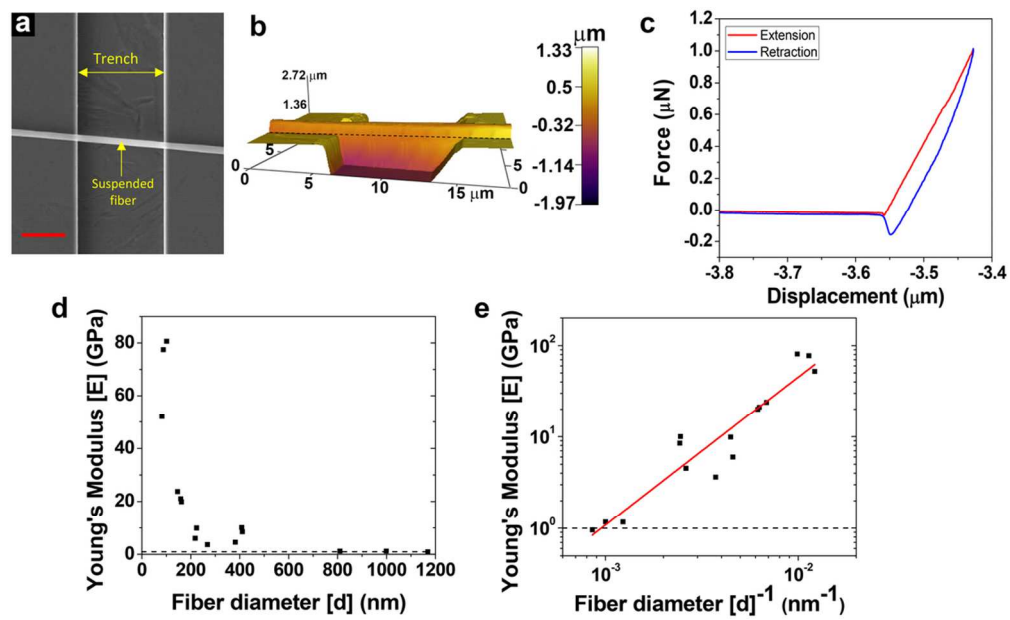 a
Trench
Suspended
fiber
b
μm
2.72 μm
1.36
0
5
0
5
10
15
μm
5
0
1.33
0.5
-0.32
-1.14
-1.97
c
Extension
Retraction
Force (μN)
1.0
0.8
0.6
0.4
0.2
0.0
-0.2
-3.8
-3.7
-3.6
-3.5
-3.4
Displacement (μm)
d
Young's Modulus [E] (GPa)
80
60
40
20
0
0 200 400 600 800 1000 1200
Fiber diameter [d] (nm)
e
Young's Modulus [E] (GPa)
10²
10¹
10⁰
10⁻³
10⁻²
Fiber diameter [d]⁻¹ (nm⁻¹)